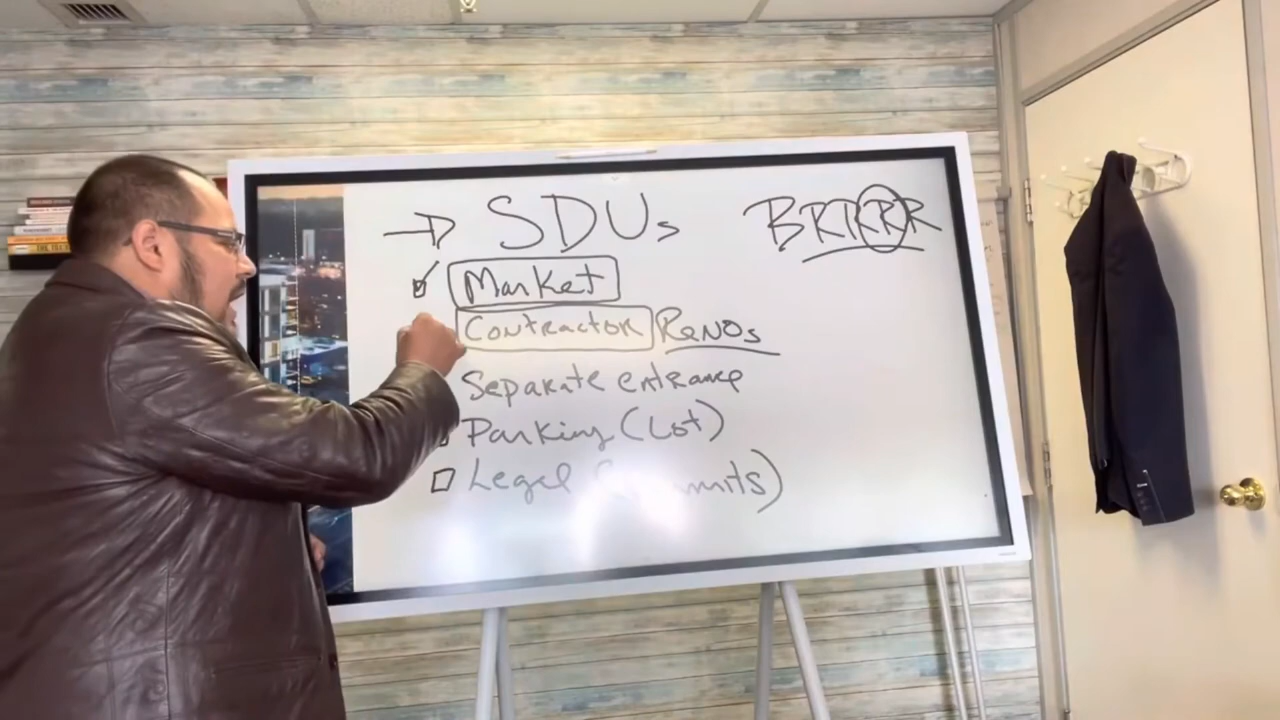 SDUs BRRRR
Market
Contractor Renos
Separate entrance
Parking (Lot)
Legal